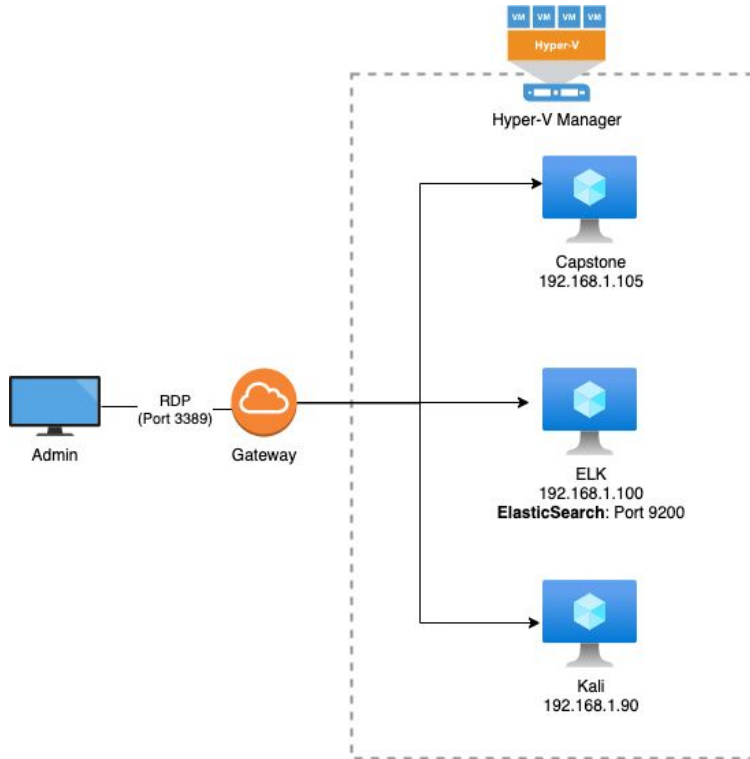 VM VM VM VM
Hyper-V
Hyper-V Manager
Capstone
192.168.1.105
RDP
(Port 3389)
Admin
Gateway
ELK
192.168.1.100
ElasticSearch: Port 9200
Kali
192.168.1.90